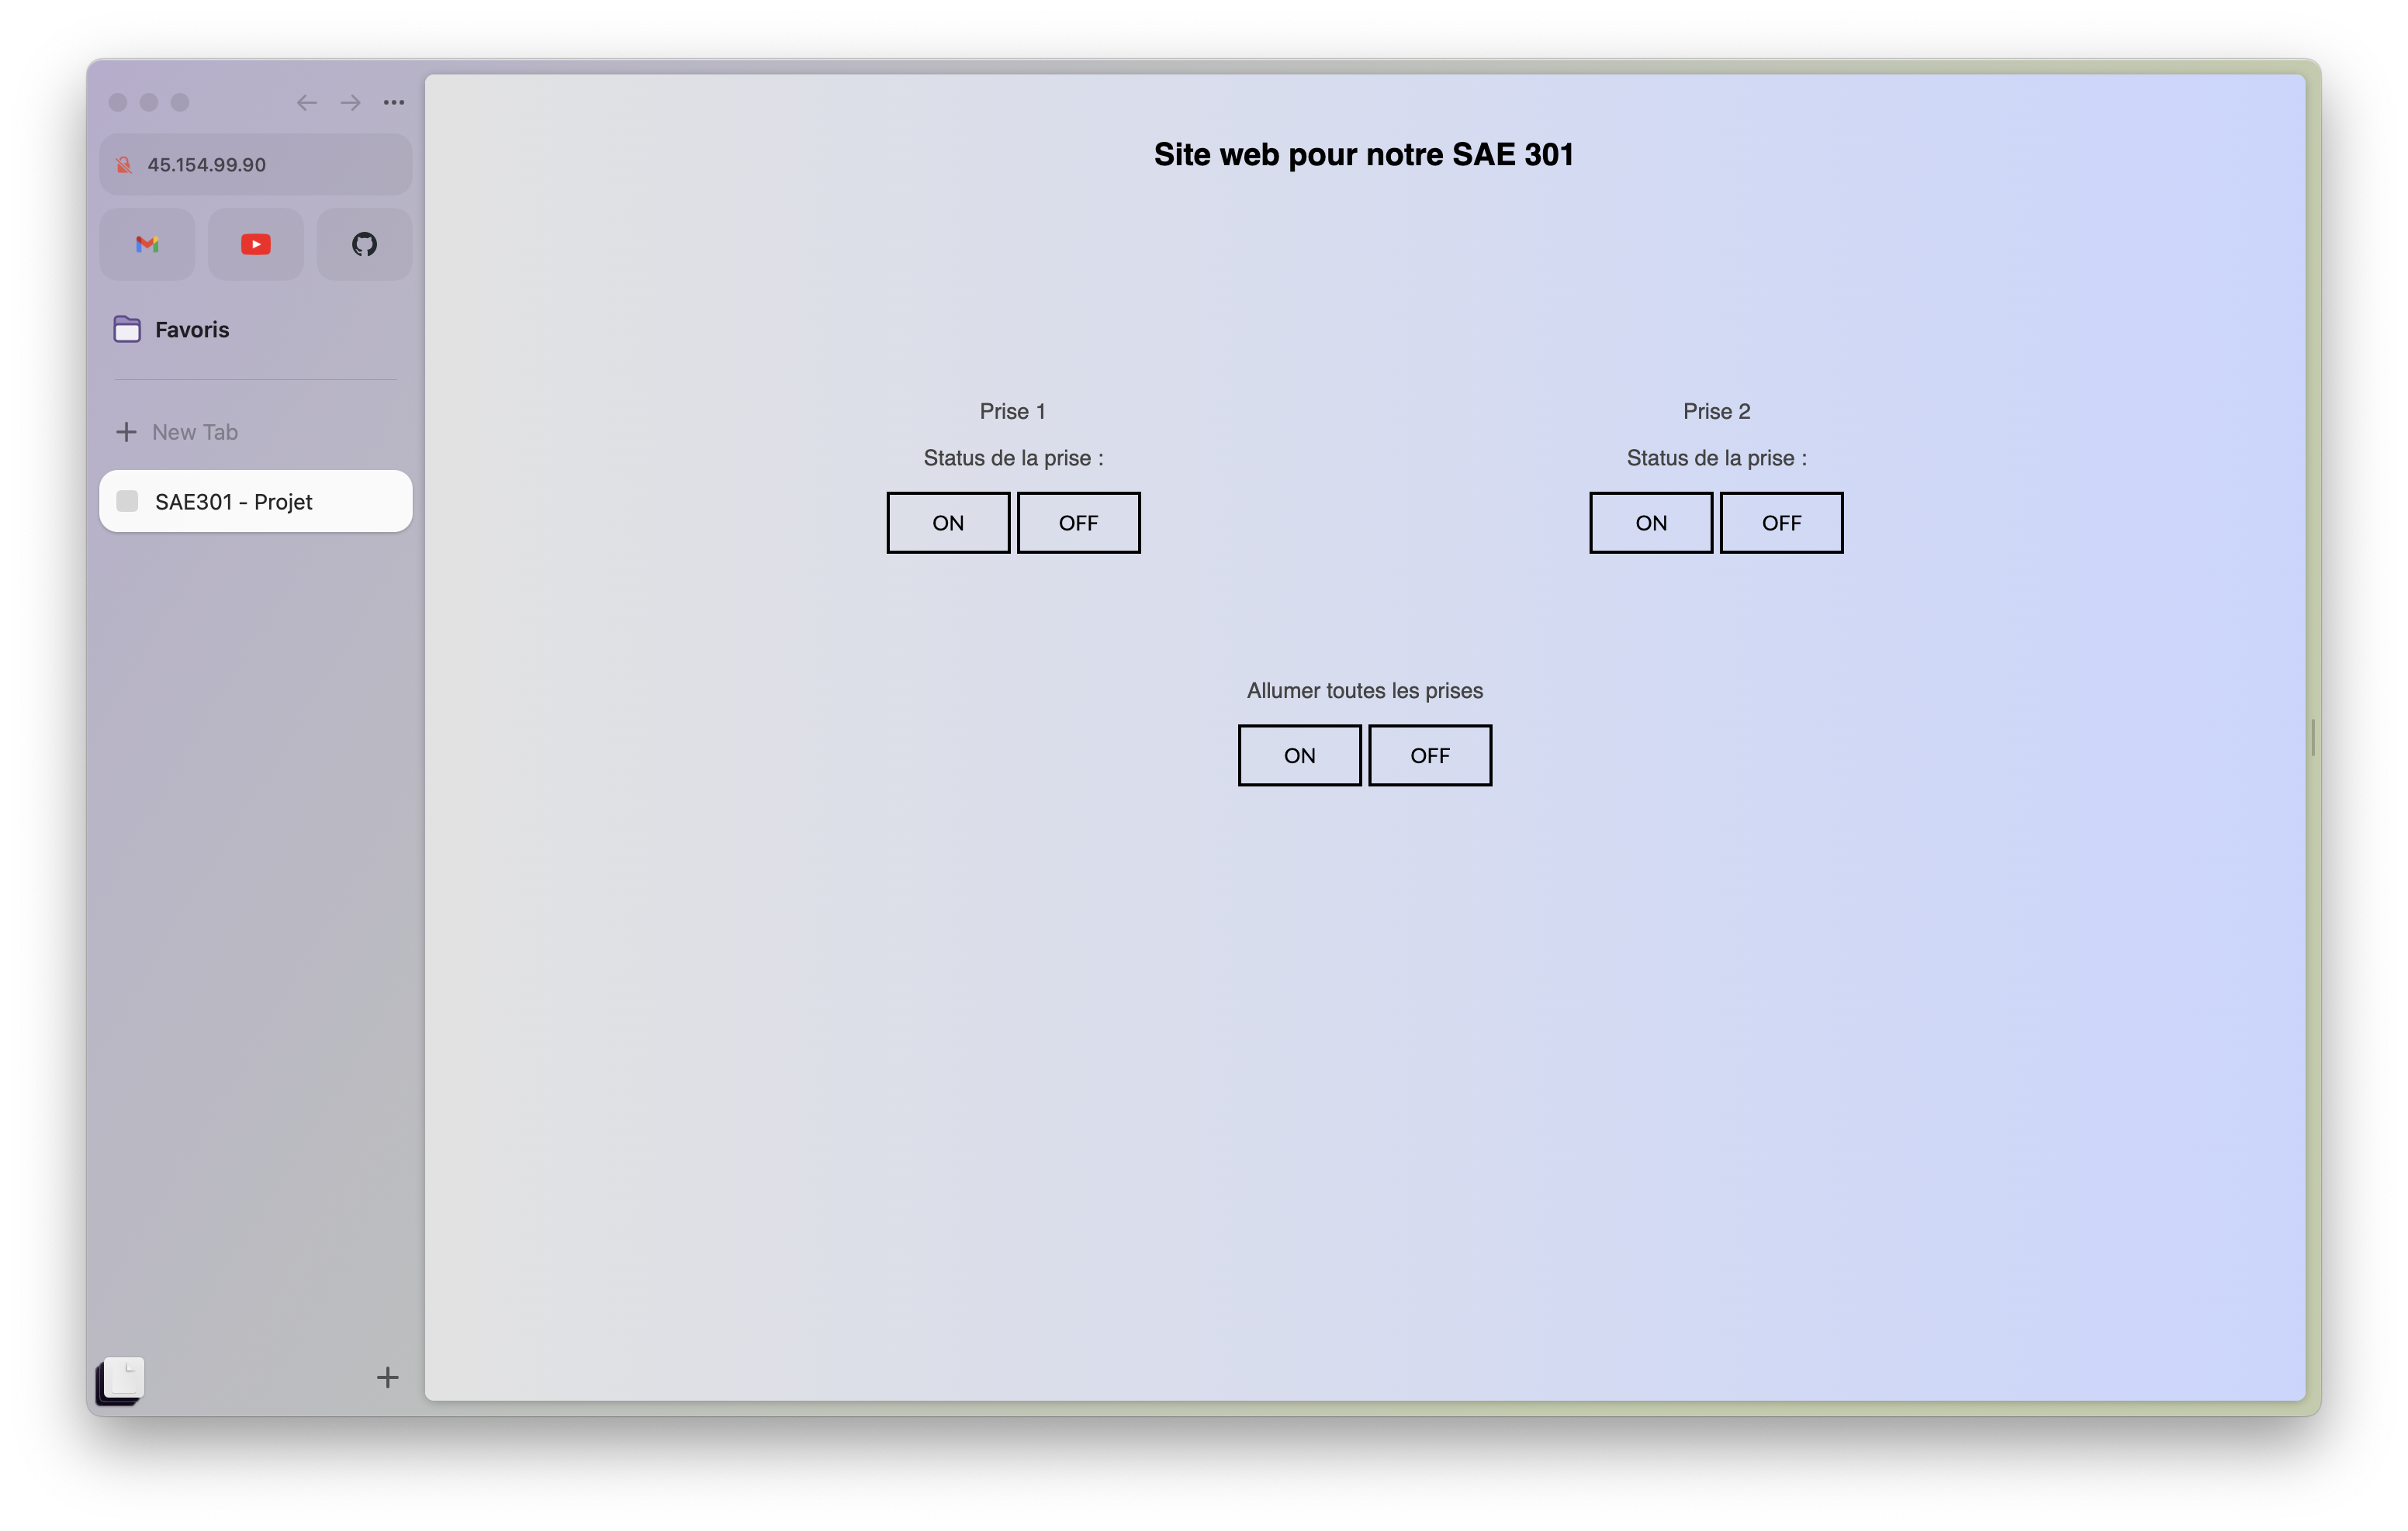 45.154.99.90
Favoris
New Tab
SAE301 - Projet
Site web pour notre SAE 301
Prise 1
Status de la prise :
ON OFF
Prise 2
Status de la prise :
ON OFF
Allumer toutes les prises
ON OFF